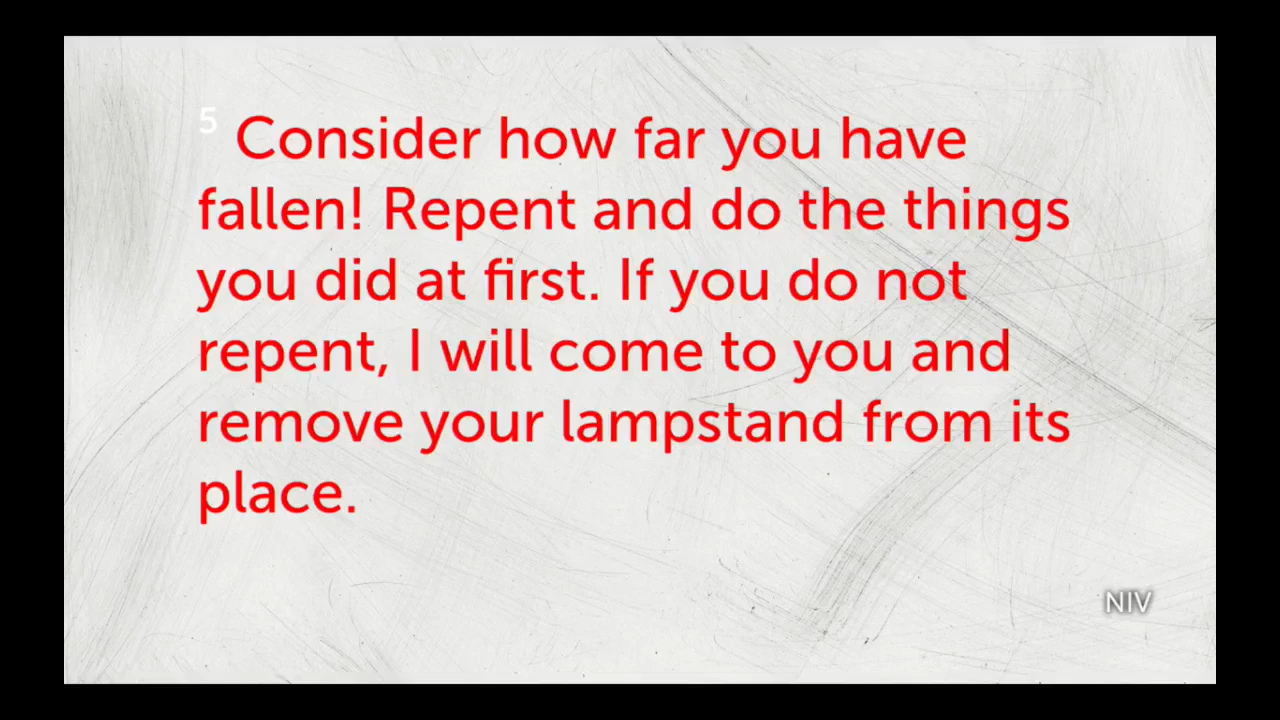 5 Consider how far you have
fallen! Repent and do the things
you did at first. If you do not
repent, I will come to you and
remove your lampstand from its
place.
NIV